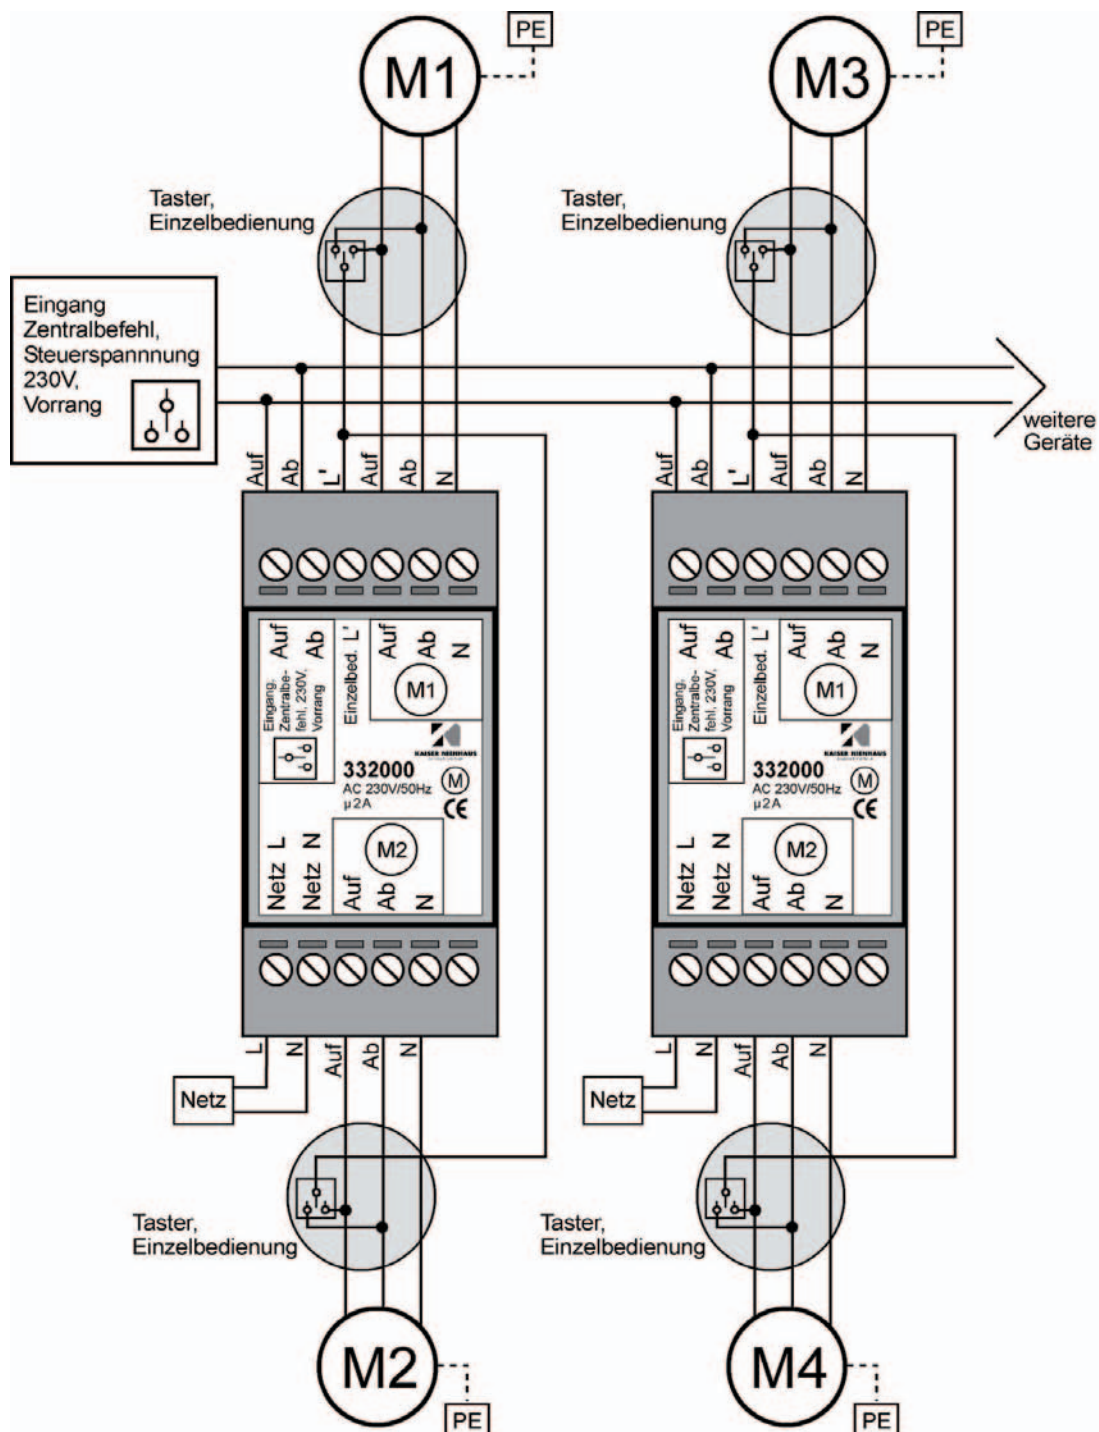 PE
PE
M1
M3
Taster,
Einzelbedienung
Taster,
Einzelbedienung
Eingang
Zentralbefehl,
Steuerspannnung
230V,
Vorrang
weitere
Geräte
Auf
Ab
L'
Auf
Ab
N
Auf
Ab
L'
Auf
Ab
N
Auf
Ab
Einzelbed. L'
Auf
Ab
N
M1
Eingang,
Zentralbe-
fehl, 230V,
Vorrang
KAISER NIENHAUS
332000
AC 230V/50Hz
µ2A
M
CE
M2
Netz L
Netz N
Auf
Ab
N
Auf
Ab
Einzelbed. L'
Auf
Ab
N
M1
Eingang,
Zentralbe-
fehl, 230V,
Vorrang
KAISER NIENHAUS
332000
AC 230V/50Hz
µ2A
M
CE
M2
Netz L
Netz N
Auf
Ab
N
L
N
Auf
Ab
N
L
N
Auf
Ab
N
Netz
Netz
Taster,
Einzelbedienung
Taster,
Einzelbedienung
M2
M4
PE
PE